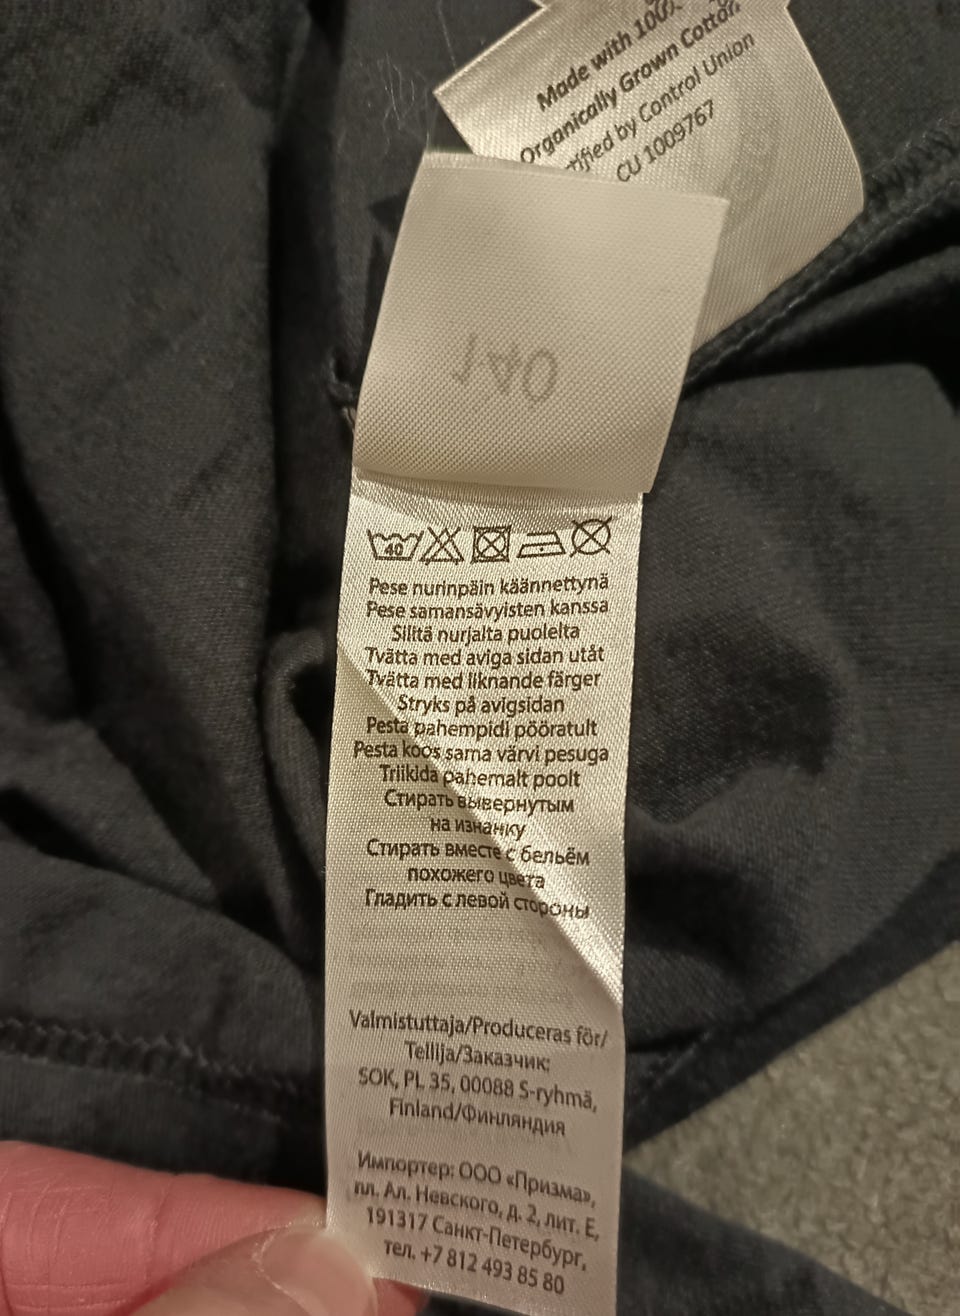 Made with 100%
Organically Grown Cotton
Certified by Control Union
CU 1009767
140
40
Pese nurinpäin käännettynä
Pese samansävyisten kanssa
Silitä nurjalta puolelta
Tvätta med aviga sidan utåt
Tvätta med liknande färger
Stryks på avigsidan
Pesta pahempidi pööratult
Pesta koos sama värvi pesuga
Triikida pahemalt poolt
Стирать вывернутым
на изнанку
Стирать вместе с бельём
похожего цвета
Гладить с левой стороны
Valmistuttaja/Produceras för/
Tellija/Заказчик:
SOK, PL 35, 00088 S-ryhmä,
Finland/Финляндия
Импортер: ООО «Призма»,
пл. Ал. Невского, д. 2, лит. Е,
191317 Санкт-Петербург,
тел. +7 812 493 85 80